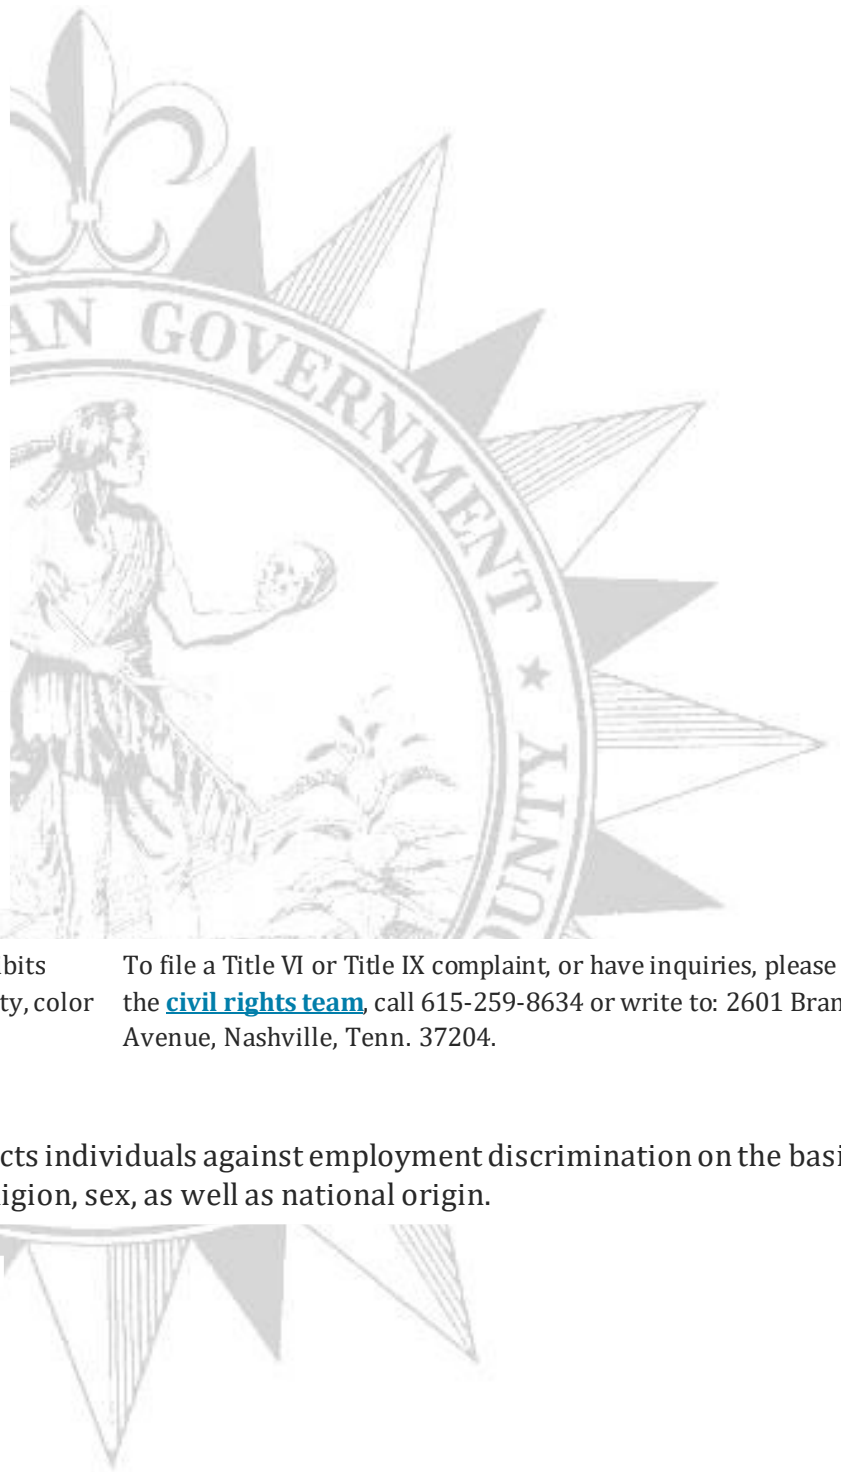 AN GOVERNMENT ★
OUNTY
bits
ty, color
To file a Title VI or Title IX complaint, or have inquiries, please
the civil rights team, call 615-259-8634 or write to: 2601 Bran
Avenue, Nashville, Tenn. 37204.
cts individuals against employment discrimination on the basi
igion, sex, as well as national origin.